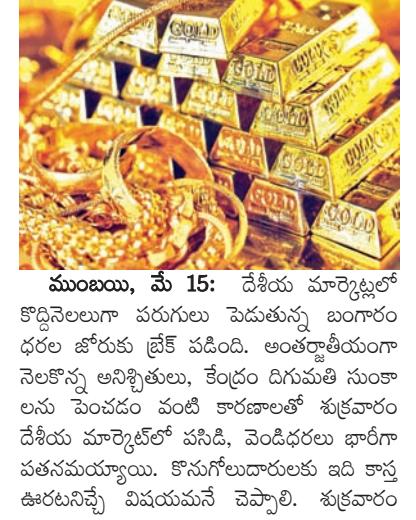 GOLD
GOLD
GOLD
GOLD
GOLD
GOLD
GOLD
GOLD
GOLD
ముంబయి, మే 15: దేశీయ మార్కెట్లలో
కొద్దినెలలుగా పరుగులు పెడుతున్న బంగారం
ధరల జోరుకు బ్రేక్ పడింది. అంతర్జాతీయంగా
నెలకొన్న అనిశ్చితులు, కేంద్రం దిగుమతి సుంకా
లను పెంచడం వంటి కారణాలతో శుక్రవారం
దేశీయ మార్కెట్‌లో పసిడి, వెండిధరలు భారీగా
పతనమయ్యాయి. కొనుగోలుదారులకు ఇది కాస్త
ఊరటనిచ్చే విషయమనే చెప్పాలి. శుక్రవారం